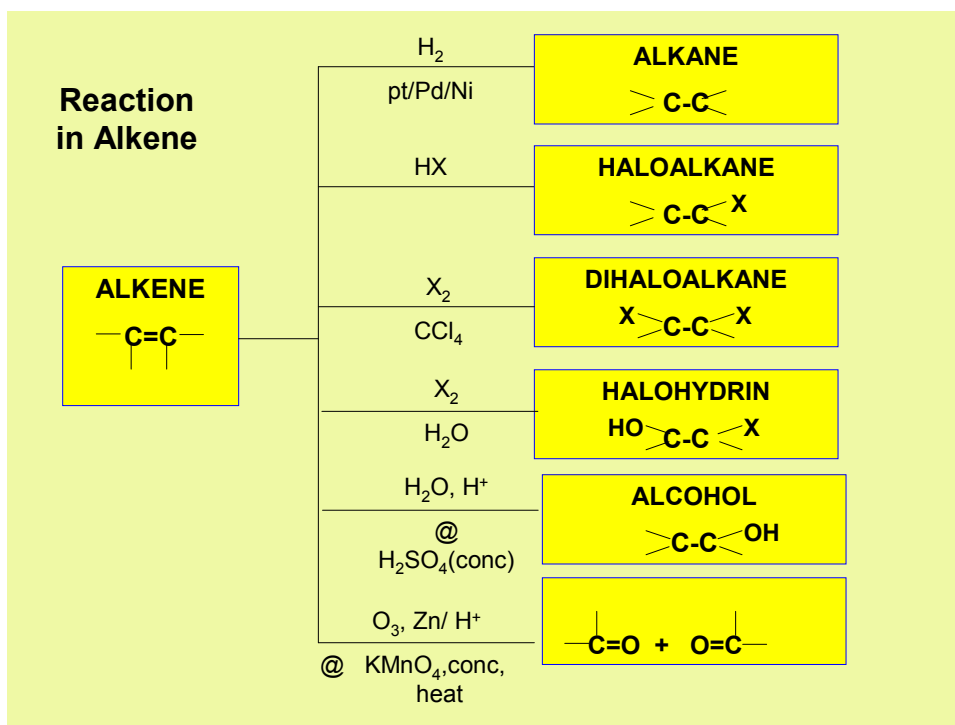 Reaction
in Alkene
ALKENE
C=C
H₂
pt/Pd/Ni
ALKANE
C-C
HX
HALOALKANE
C-C X
X₂
CCl₄
DIHALOALKANE
X C-C X
X₂
H₂O
HALOHYDRIN
HO C-C X
H₂O, H⁺
@
H₂SO₄(conc)
ALCOHOL
C-C OH
O₃, Zn/ H⁺
@ KMnO₄,conc,
heat
C=O + O=C